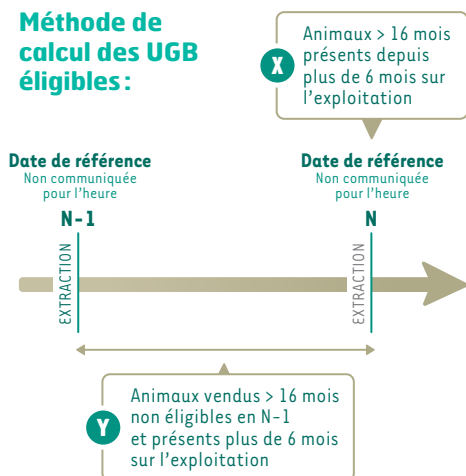 Méthode de
calcul des UGB
éligibles :
X
Animaux > 16 mois
présents depuis
plus de 6 mois sur
l'exploitation
Date de référence
Non communiquée
pour l'heure
N-1
EXTRACTION
Date de référence
Non communiquée
pour l'heure
N
EXTRACTION
Y
Animaux vendus > 16 mois
non éligibles en N-1
et présents plus de 6 mois
sur l'exploitation